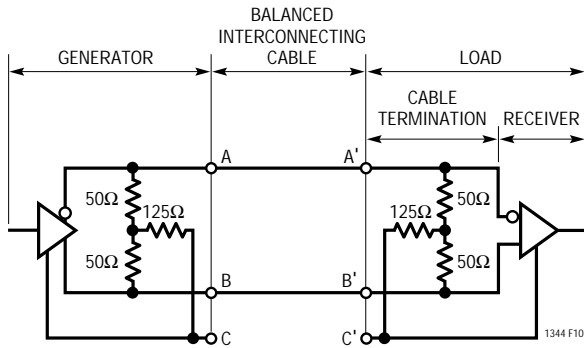 BALANCED
INTERCONNECTING
CABLE
GENERATOR
LOAD
CABLE
TERMINATION
RECEIVER
A
A'
50Ω
125Ω
50Ω
50Ω
125Ω
50Ω
B
B'
C
C'
1344 F10